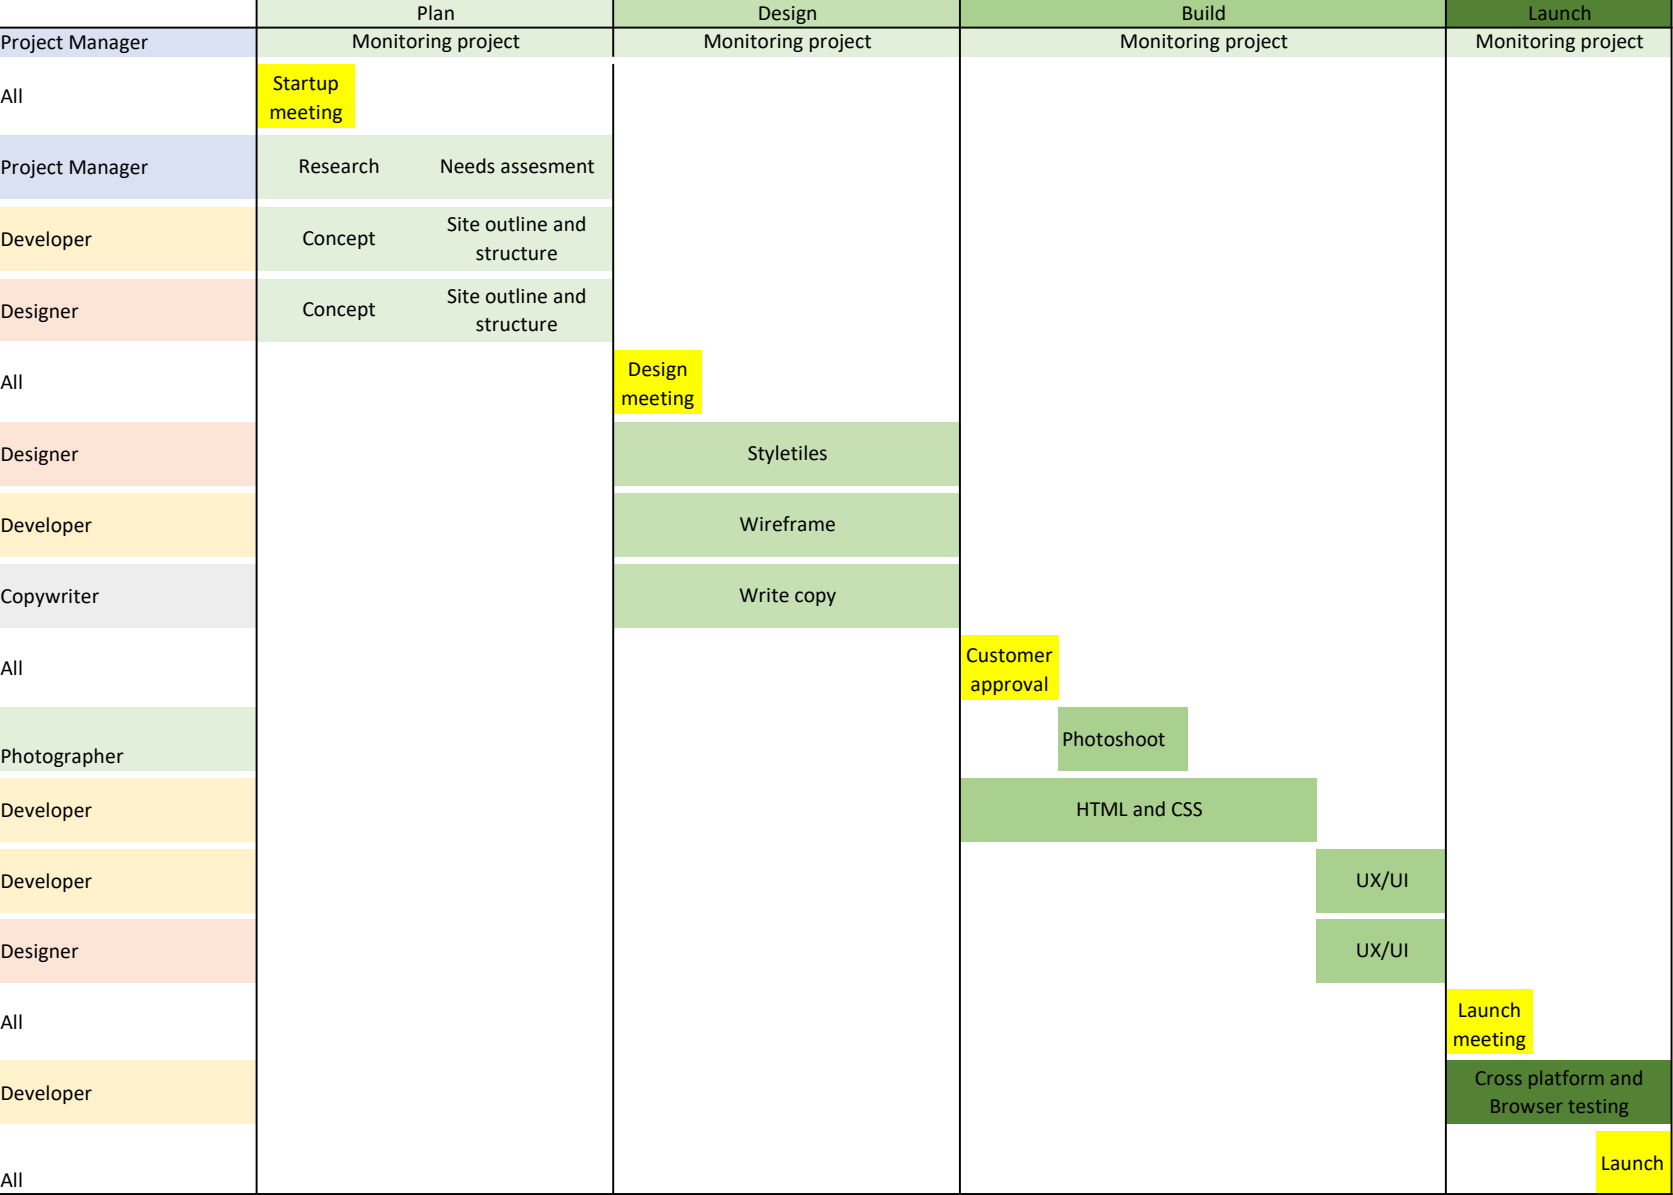 Plan Design Build Launch
Project Manager Monitoring project Monitoring project Monitoring project Monitoring project
All Startup
meeting
Project Manager Research Needs assesment
Developer Concept Site outline and
structure
Designer Concept Site outline and
structure
All Design
meeting
Designer Styletiles
Developer Wireframe
Copywriter Write copy
All Customer
approval
Photographer Photoshoot
Developer HTML and CSS
Developer UX/UI
Designer UX/UI
All Launch
meeting
Developer Cross platform and
Browser testing
All Launch